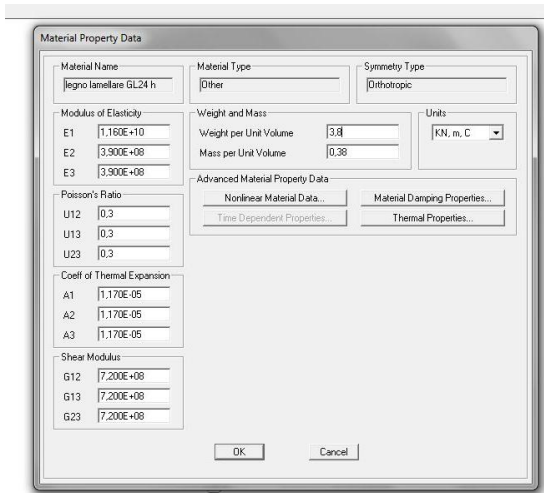 Material Property Data
Material Name
legno lamellare GL24 h
Material Type
Other
Symmetry Type
Orthotropic
Modulus of Elasticity
E1 1,160E+10
E2 3,900E+08
E3 3,900E+08
Weight and Mass
Weight per Unit Volume 3,8
Mass per Unit Volume 0,38
Units
KN, m, C
Poisson's Ratio
U12 0,3
U13 0,3
U23 0,3
Advanced Material Property Data
Nonlinear Material Data... Material Damping Properties...
Time Dependent Properties... Thermal Properties...
Coeff of Thermal Expansion
A1 1,170E-05
A2 1,170E-05
A3 1,170E-05
Shear Modulus
G12 7,200E+08
G13 7,200E+08
G23 7,200E+08
OK Cancel